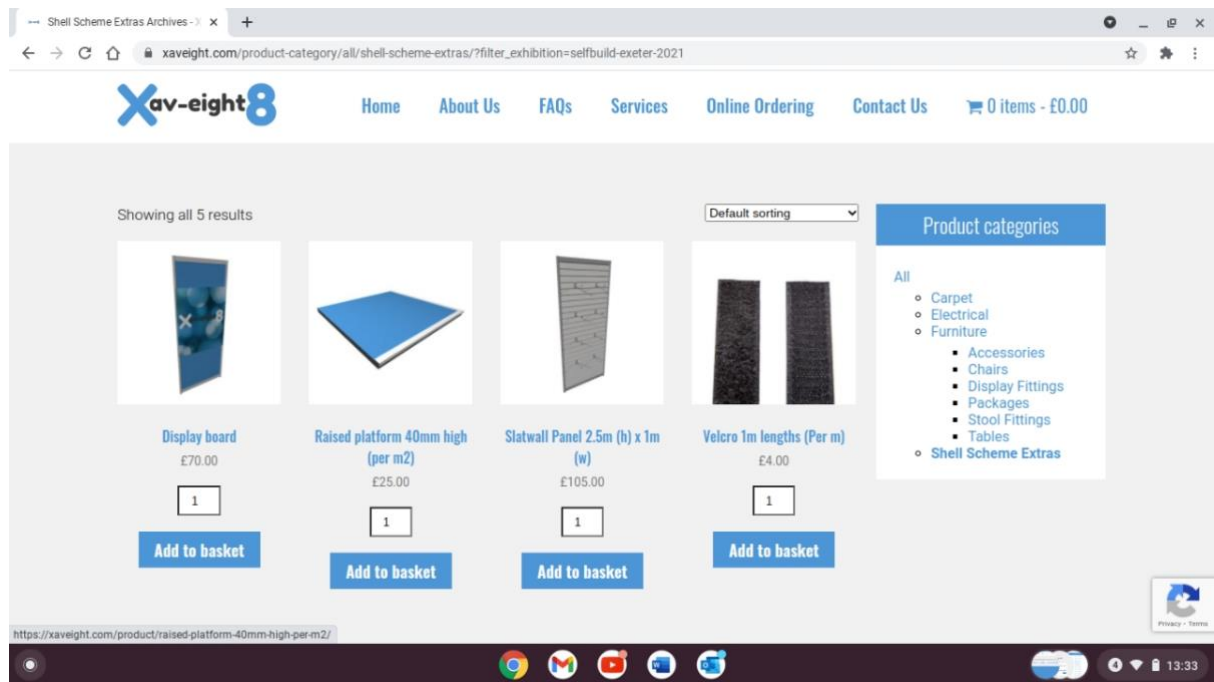 Shell Scheme Extras Archives - X
xaveight.com/product-category/all/shell-scheme-extras/?filter_exhibition=selfbuild-exeter-2021
Xav-eight8
Home About Us FAQs Services Online Ordering Contact Us 0 items - £0.00
Showing all 5 results
Default sorting
Product categories
All
Carpet
Electrical
Furniture
Accessories
Chairs
Display Fittings
Packages
Stool Fittings
Tables
Shell Scheme Extras
X 8
Display board
£70.00
1
Add to basket
Raised platform 40mm high
(per m2)
£25.00
1
Add to basket
Slatwall Panel 2.5m (h) x 1m
(w)
£105.00
1
Add to basket
Velcro 1m lengths (Per m)
£4.00
1
Add to basket
Privacy - Terms
https://xaveight.com/product/raised-platform-40mm-high-per-m2/
4 13:33